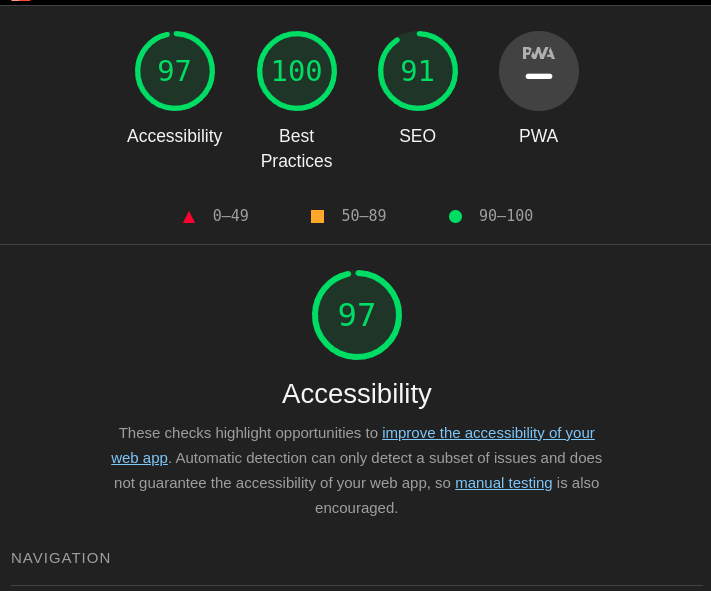 97 100 91 PWA
Accessibility Best Practices SEO PWA
0–49 50–89 90–100
97
Accessibility
These checks highlight opportunities to improve the accessibility of your
web app. Automatic detection can only detect a subset of issues and does
not guarantee the accessibility of your web app, so manual testing is also
encouraged.
NAVIGATION